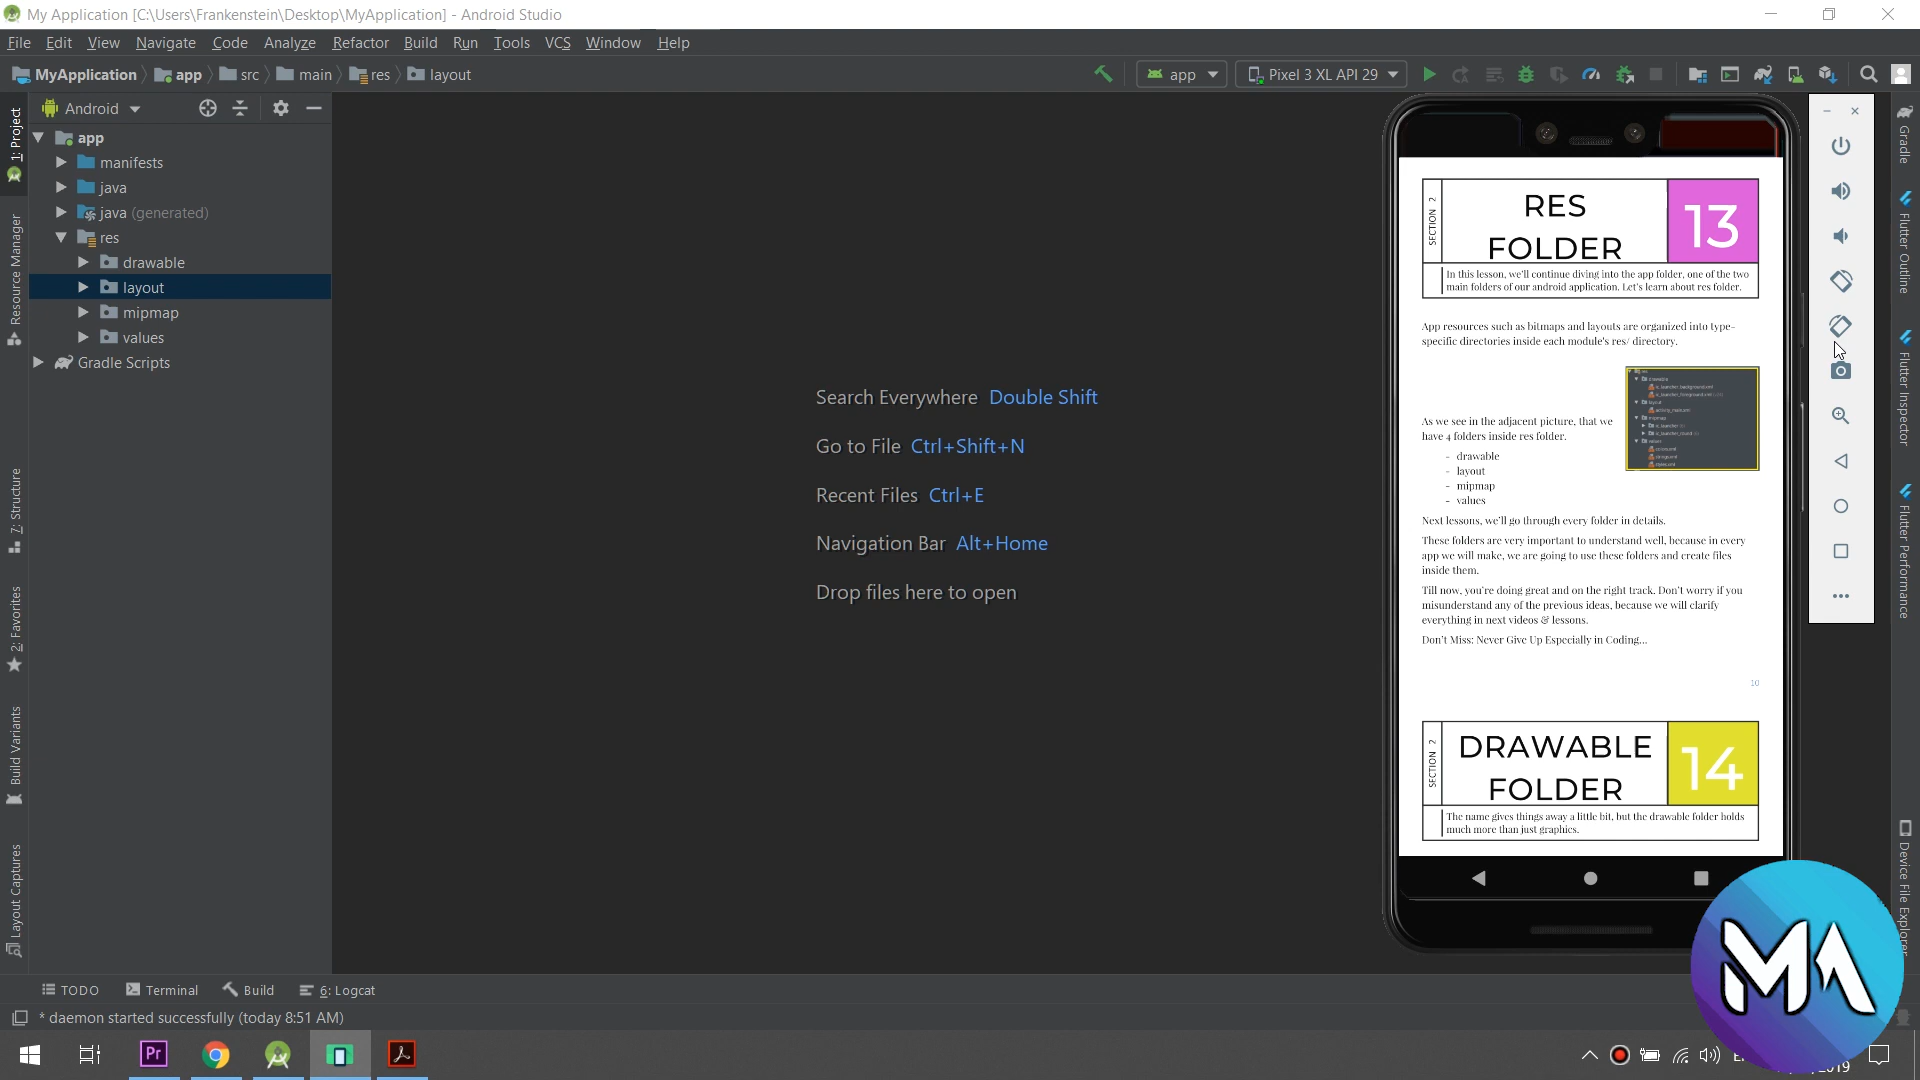 My Application [C:\Users\Frankenstein\Desktop\MyApplication] - Android Studio
File Edit View Navigate Code Analyze Refactor Build Run Tools VCS Window Help
MyApplication app src main res layout
app Pixel 3 XL API 29
Android
app
manifests
java
java (generated)
res
drawable
layout
mipmap
values
Gradle Scripts
1: Project
Resource Manager
7: Structure
2: Favorites
Build Variants
Layout Captures
Search Everywhere Double Shift
Go to File Ctrl+Shift+N
Recent Files Ctrl+E
Navigation Bar Alt+Home
Drop files here to open
SECTION 2
RES
FOLDER
13
In this lesson, we'll continue diving into the app folder, one of the two
main folders of our android application. Let's learn about res folder.
App resources such as bitmaps and layouts are organized into type-
specific directories inside each module's res/ directory.
As we see in the adjacent picture, that we
have 4 folders inside res folder.
- drawable
- layout
- mipmap
- values
Next lessons, we'll go through every folder in details.
These folders are very important to understand well, because in every
app we will make, we are going to use these folders and create files
inside them.
Till now, you're doing great and on the right track. Don't worry if you
misunderstand any of the previous ideas, because we will clarify
everything in next videos & lessons.
Don't Miss: Never Give Up Especially in Coding...
10
SECTION 2
DRAWABLE
FOLDER
14
The name gives things away a little bit, but the drawable folder holds
much more than just graphics.
Gradle
Flutter Outline
Flutter Inspector
Flutter Performance
Device File Explorer
MA
TODO Terminal Build 6: Logcat
* daemon started successfully (today 8:51 AM)
Pr